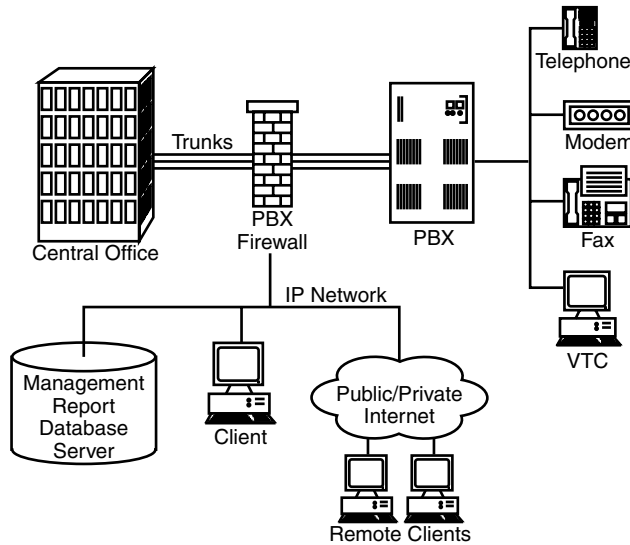 Telephone
Trunks
Modem
PBX
Firewall
PBX
Fax
Central Office
IP Network
VTC
Management
Report
Database
Server
Client
Public/Private
Internet
Remote Clients